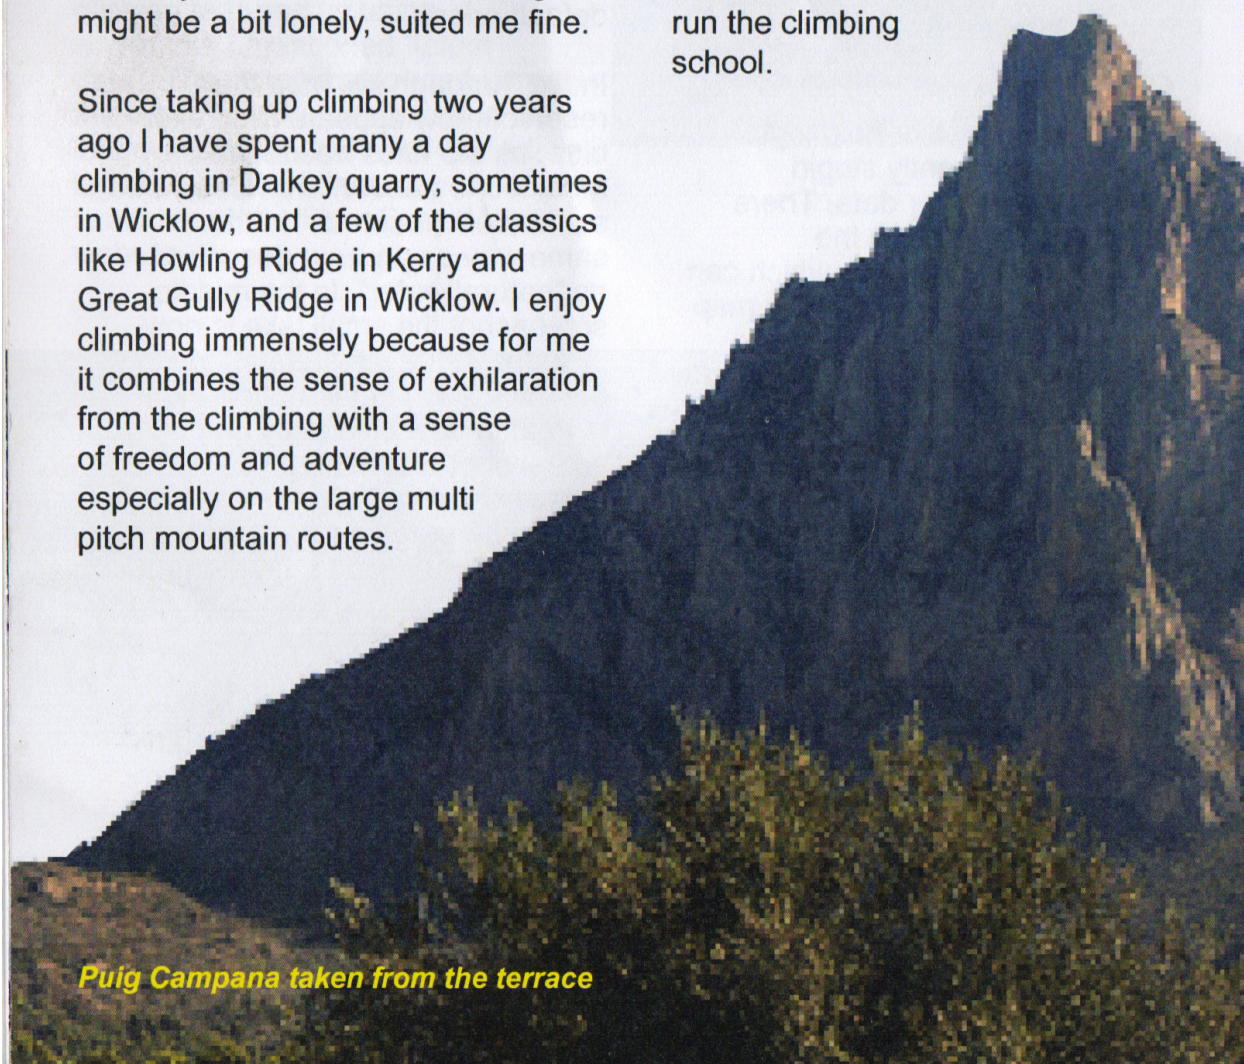 might be a bit lonely, suited me fine.
Since taking up climbing two years
ago I have spent many a day
climbing in Dalkey quarry, sometimes
in Wicklow, and a few of the classics
like Howling Ridge in Kerry and
Great Gully Ridge in Wicklow. I enjoy
climbing immensely because for me
it combines the sense of exhilaration
from the climbing with a sense
of freedom and adventure
especially on the large multi
pitch mountain routes.
run the climbing
school.
Puig Campana taken from the terrace